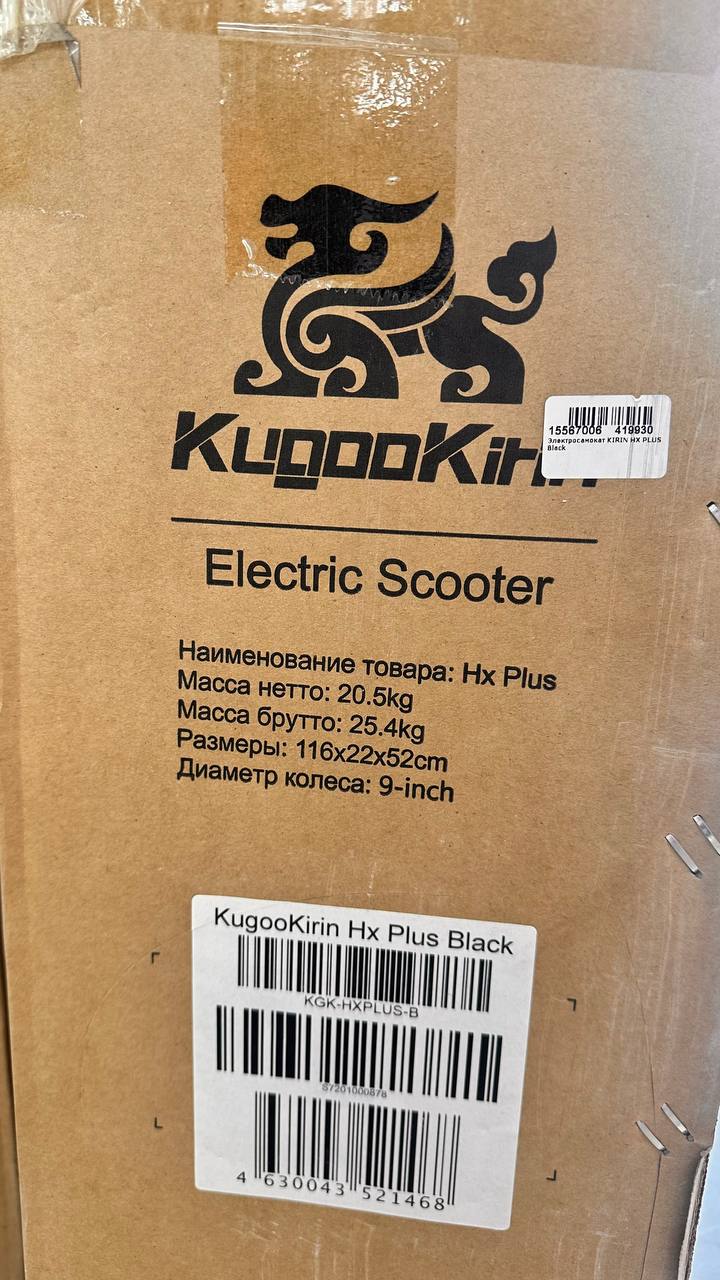 KugooKirin
15567006 419930
Электросамокат KIRIN HX PLUS
Black
Electric Scooter
Наименование товара: Hx Plus
Масса нетто: 20.5kg
Масса брутто: 25.4kg
Размеры: 116x22x52cm
Диаметр колеса: 9-inch
KugooKirin Hx Plus Black
KGK-HXPLUS-B
S7201000878
4 630043 521468